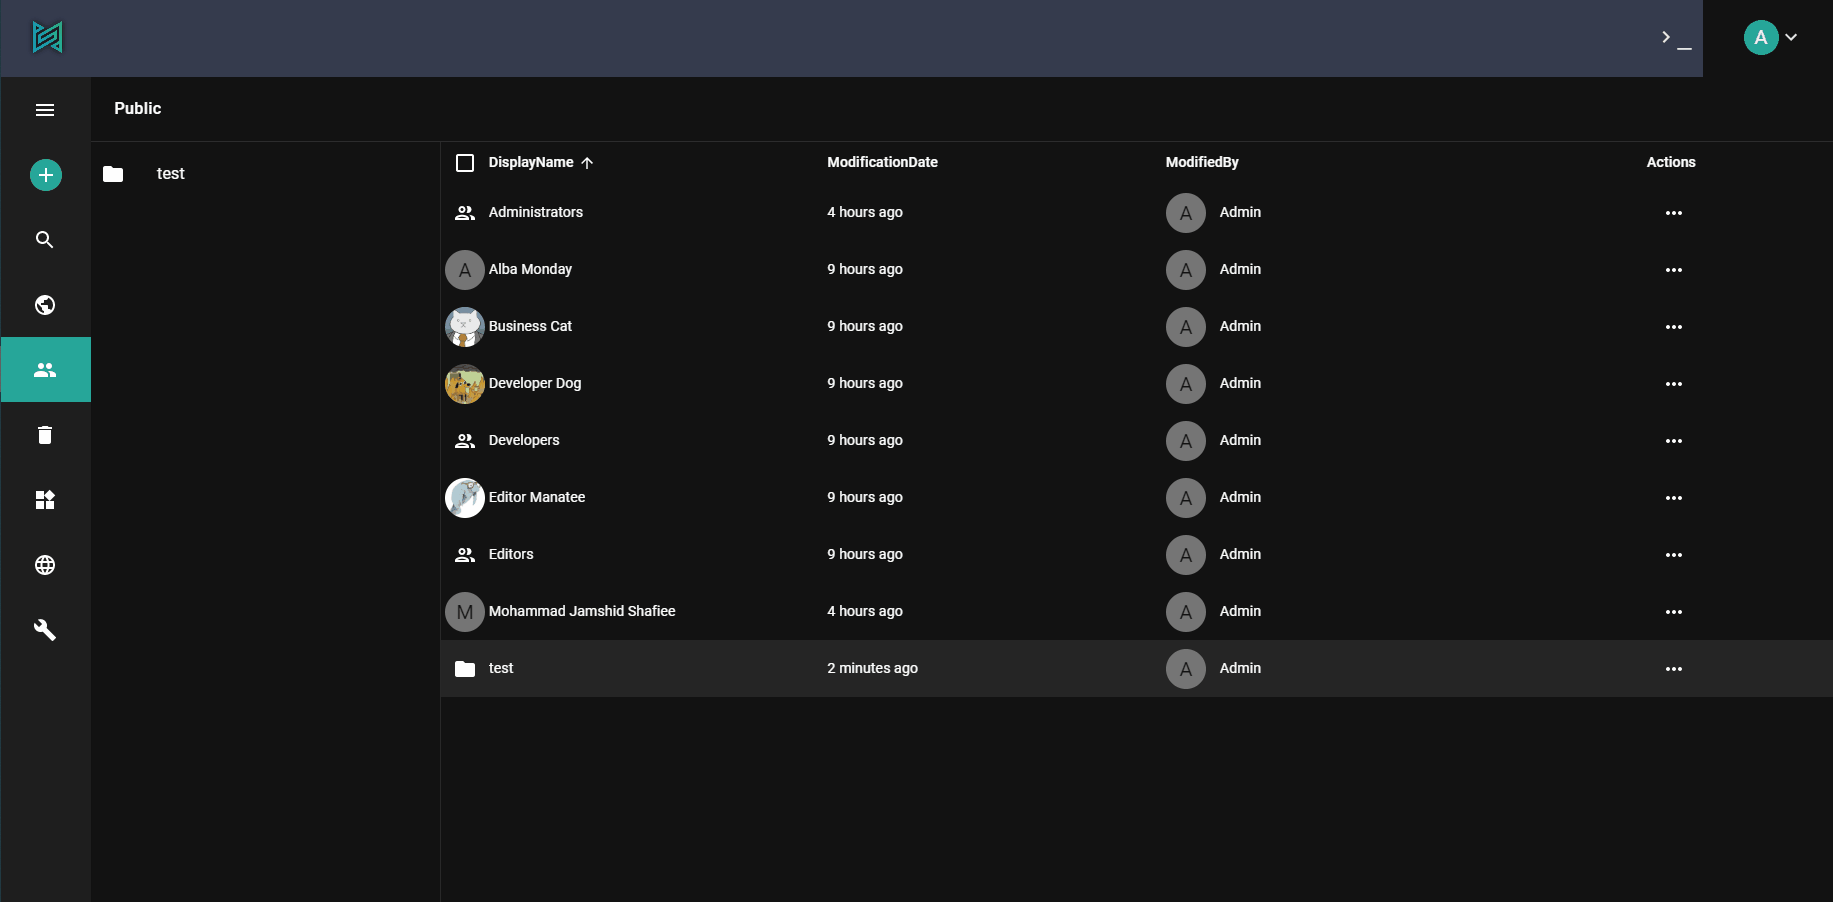 A
Public
test
DisplayName ModificationDate ModifiedBy Actions
Administrators 4 hours ago A Admin
A Alba Monday 9 hours ago A Admin
Business Cat 9 hours ago A Admin
Developer Dog 9 hours ago A Admin
Developers 9 hours ago A Admin
Editor Manatee 9 hours ago A Admin
Editors 9 hours ago A Admin
M Mohammad Jamshid Shafiee 4 hours ago A Admin
test 2 minutes ago A Admin